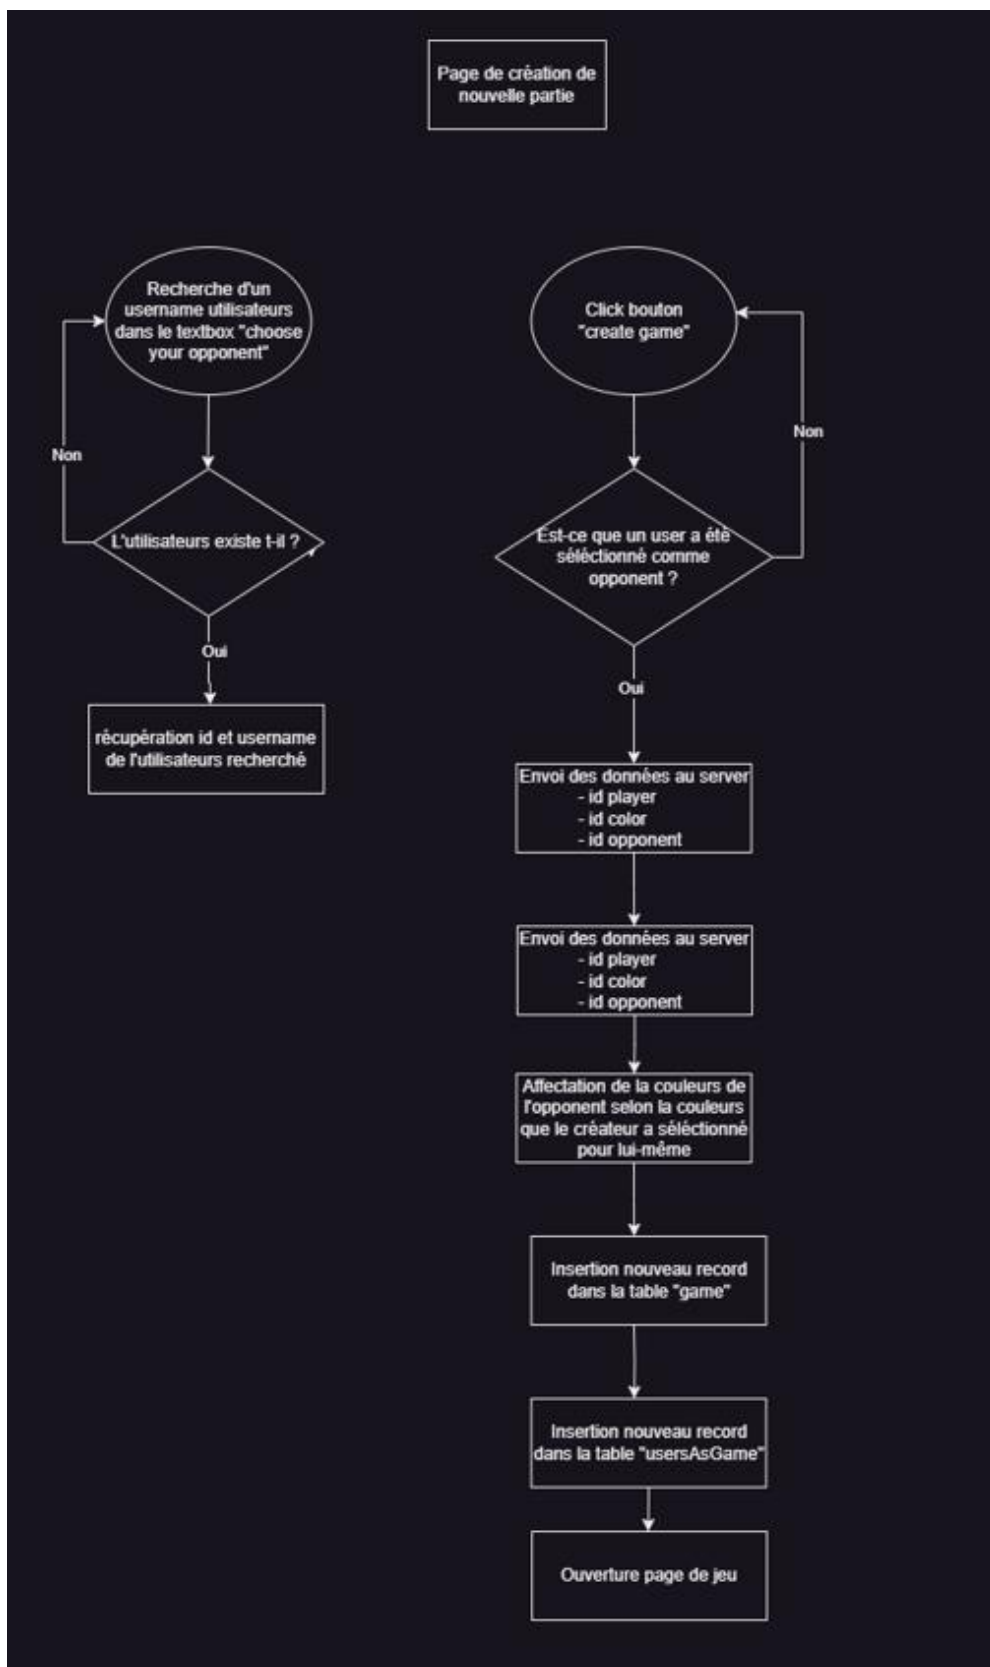 Page de création de
nouvelle partie
Recherche d'un
username utilisateurs
dans le textbox "choose
your opponent"
Non
L'utilisateurs existe t-il ?
Oui
récupération id et username
de l'utilisateurs recherché
Click bouton
"create game"
Non
Est-ce que un user a été
séléctionné comme
opponent ?
Oui
Envoi des données au server
- id player
- id color
- id opponent
Envoi des données au server
- id player
- id color
- id opponent
Affectation de la couleurs de
l'opponent selon la couleurs
que le créateur a séléctionné
pour lui-même
Insertion nouveau record
dans la table "game"
Insertion nouveau record
dans la table "usersAsGame"
Ouverture page de jeu